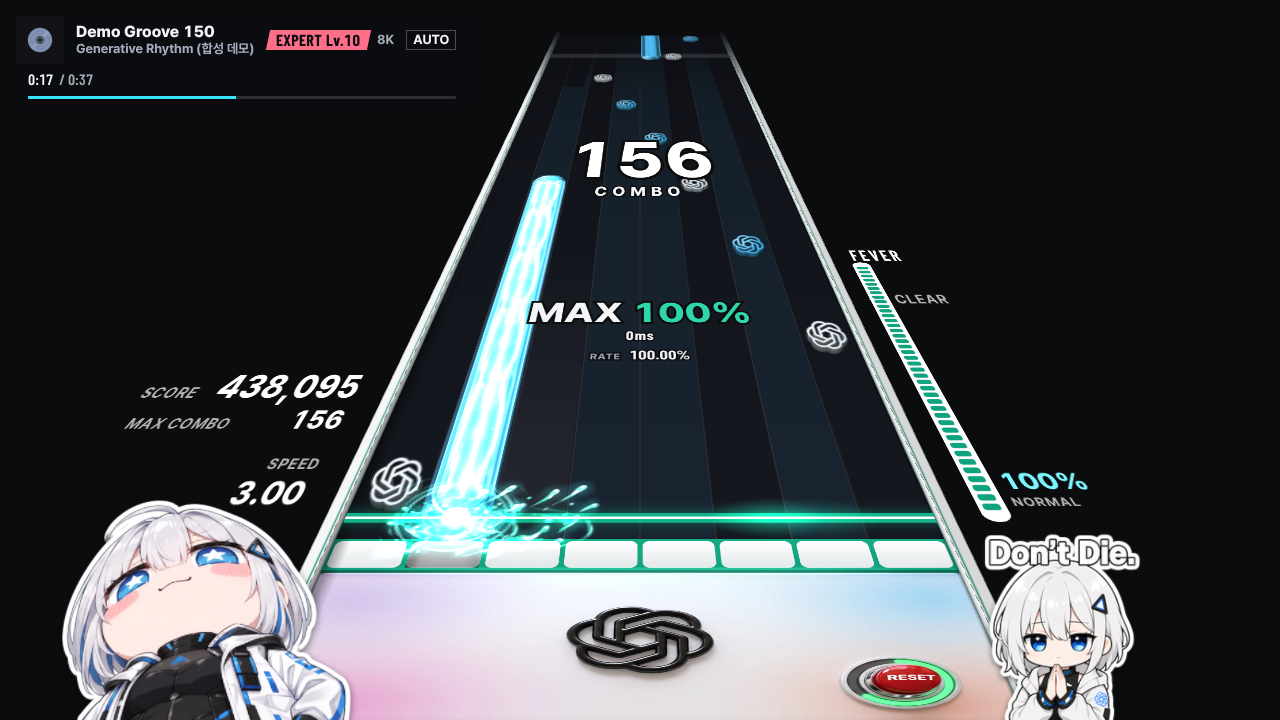 Demo Groove 150
Generative Rhythm (합성 데모)
EXPERT Lv.10 8K AUTO
0:17 / 0:37
156
COMBO
FEVER
CLEAR
MAX 100%
0ms
RATE 100.00%
SCORE 438,095
MAX COMBO 156
SPEED
3.00
100%
NORMAL
Don't Die.
RESET